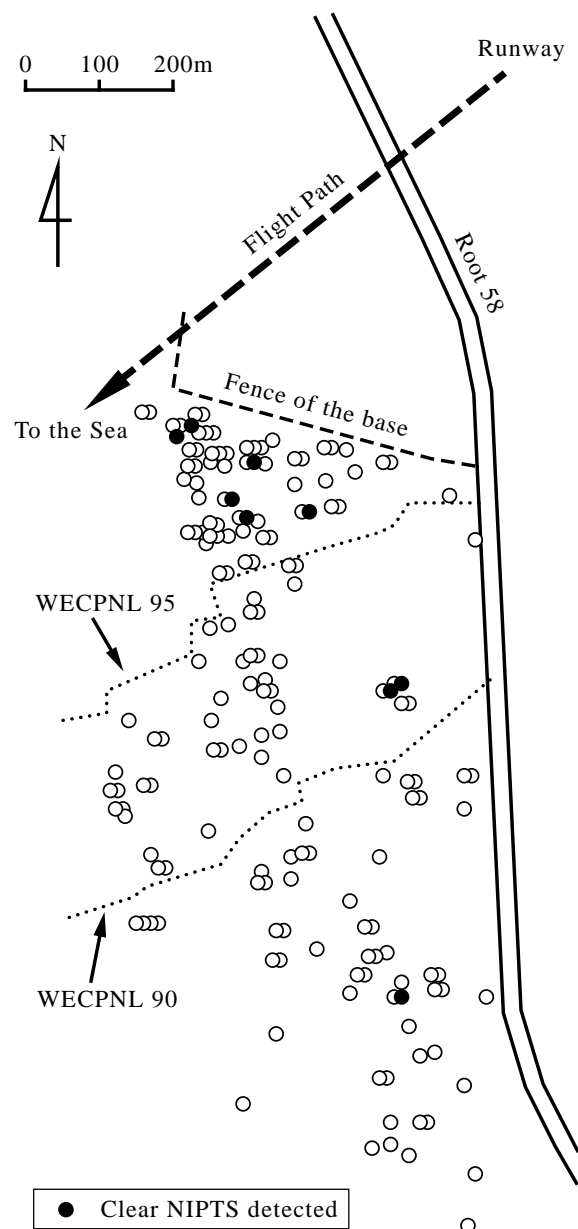 Runway
0 100 200m
N
Flight Path
Root 58
Fence of the base
To the Sea
WECPNL 95
WECPNL 90
Clear NIPTS detected